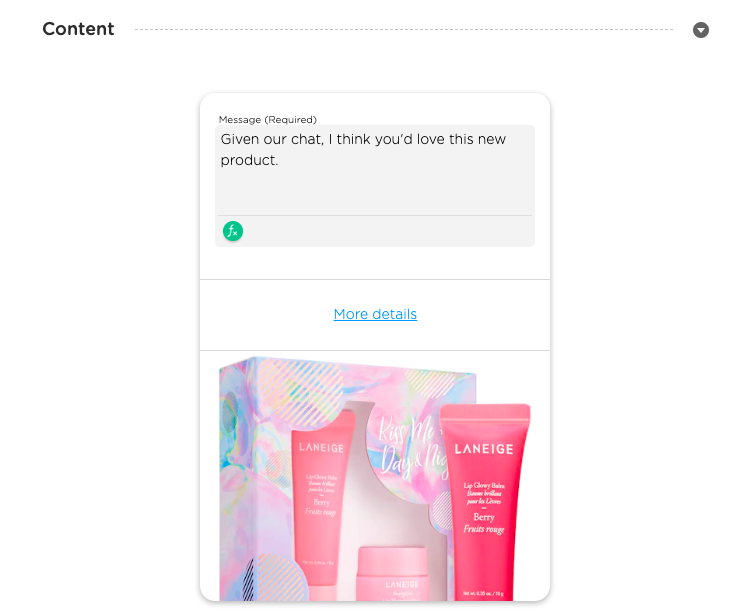 Content
Message (Required)
Given our chat, I think you'd love this new
product.
fx
More details
Kiss Me
Day & Nig
LANEIGE
Lip Glowy Balm
Baume brillant
pour les Lèvres
Berry
Fruits rouge
LANEIGE
Lip Glowy Balm
Baume brillant
pour les Lèvres
Berry
Fruits rouge
Net wt. 0.35 oz. / 10 g
LANEIGE